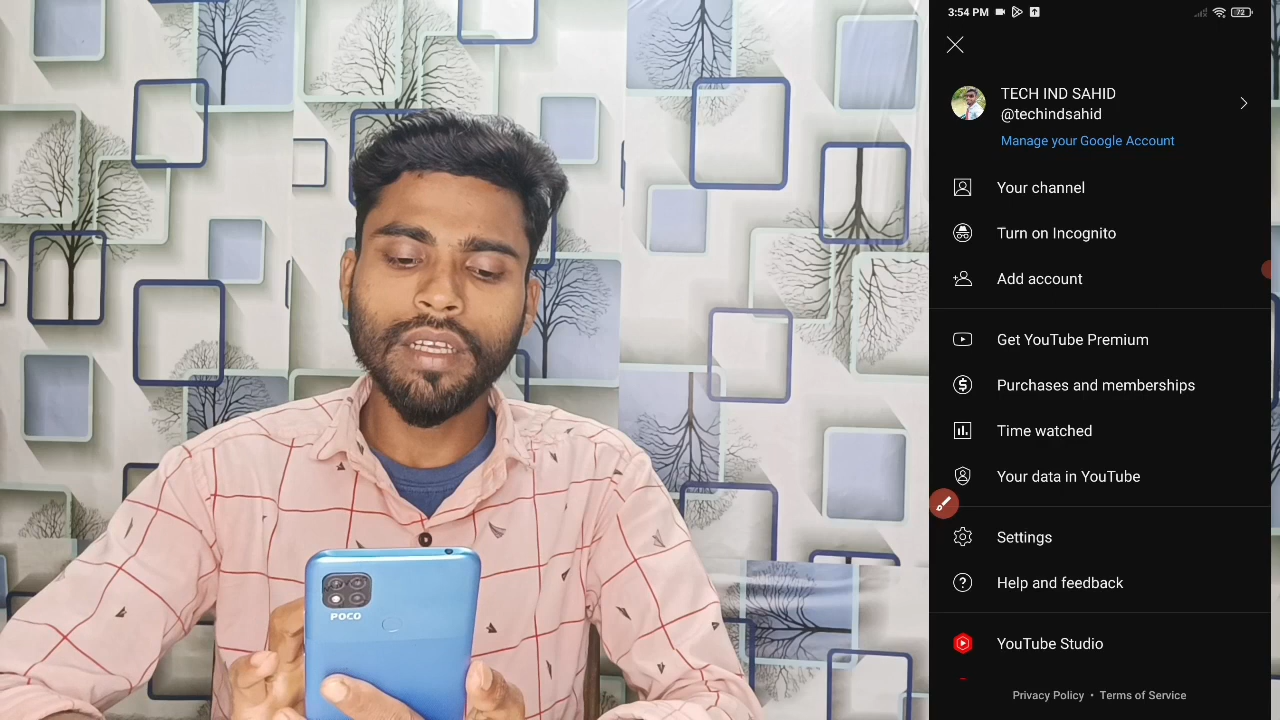 3:54 PM
72
TECH IND SAHID
@techindsahid
Manage your Google Account
Your channel
Turn on Incognito
Add account
Get YouTube Premium
Purchases and memberships
Time watched
Your data in YouTube
Settings
Help and feedback
YouTube Studio
Privacy Policy • Terms of Service
POCO